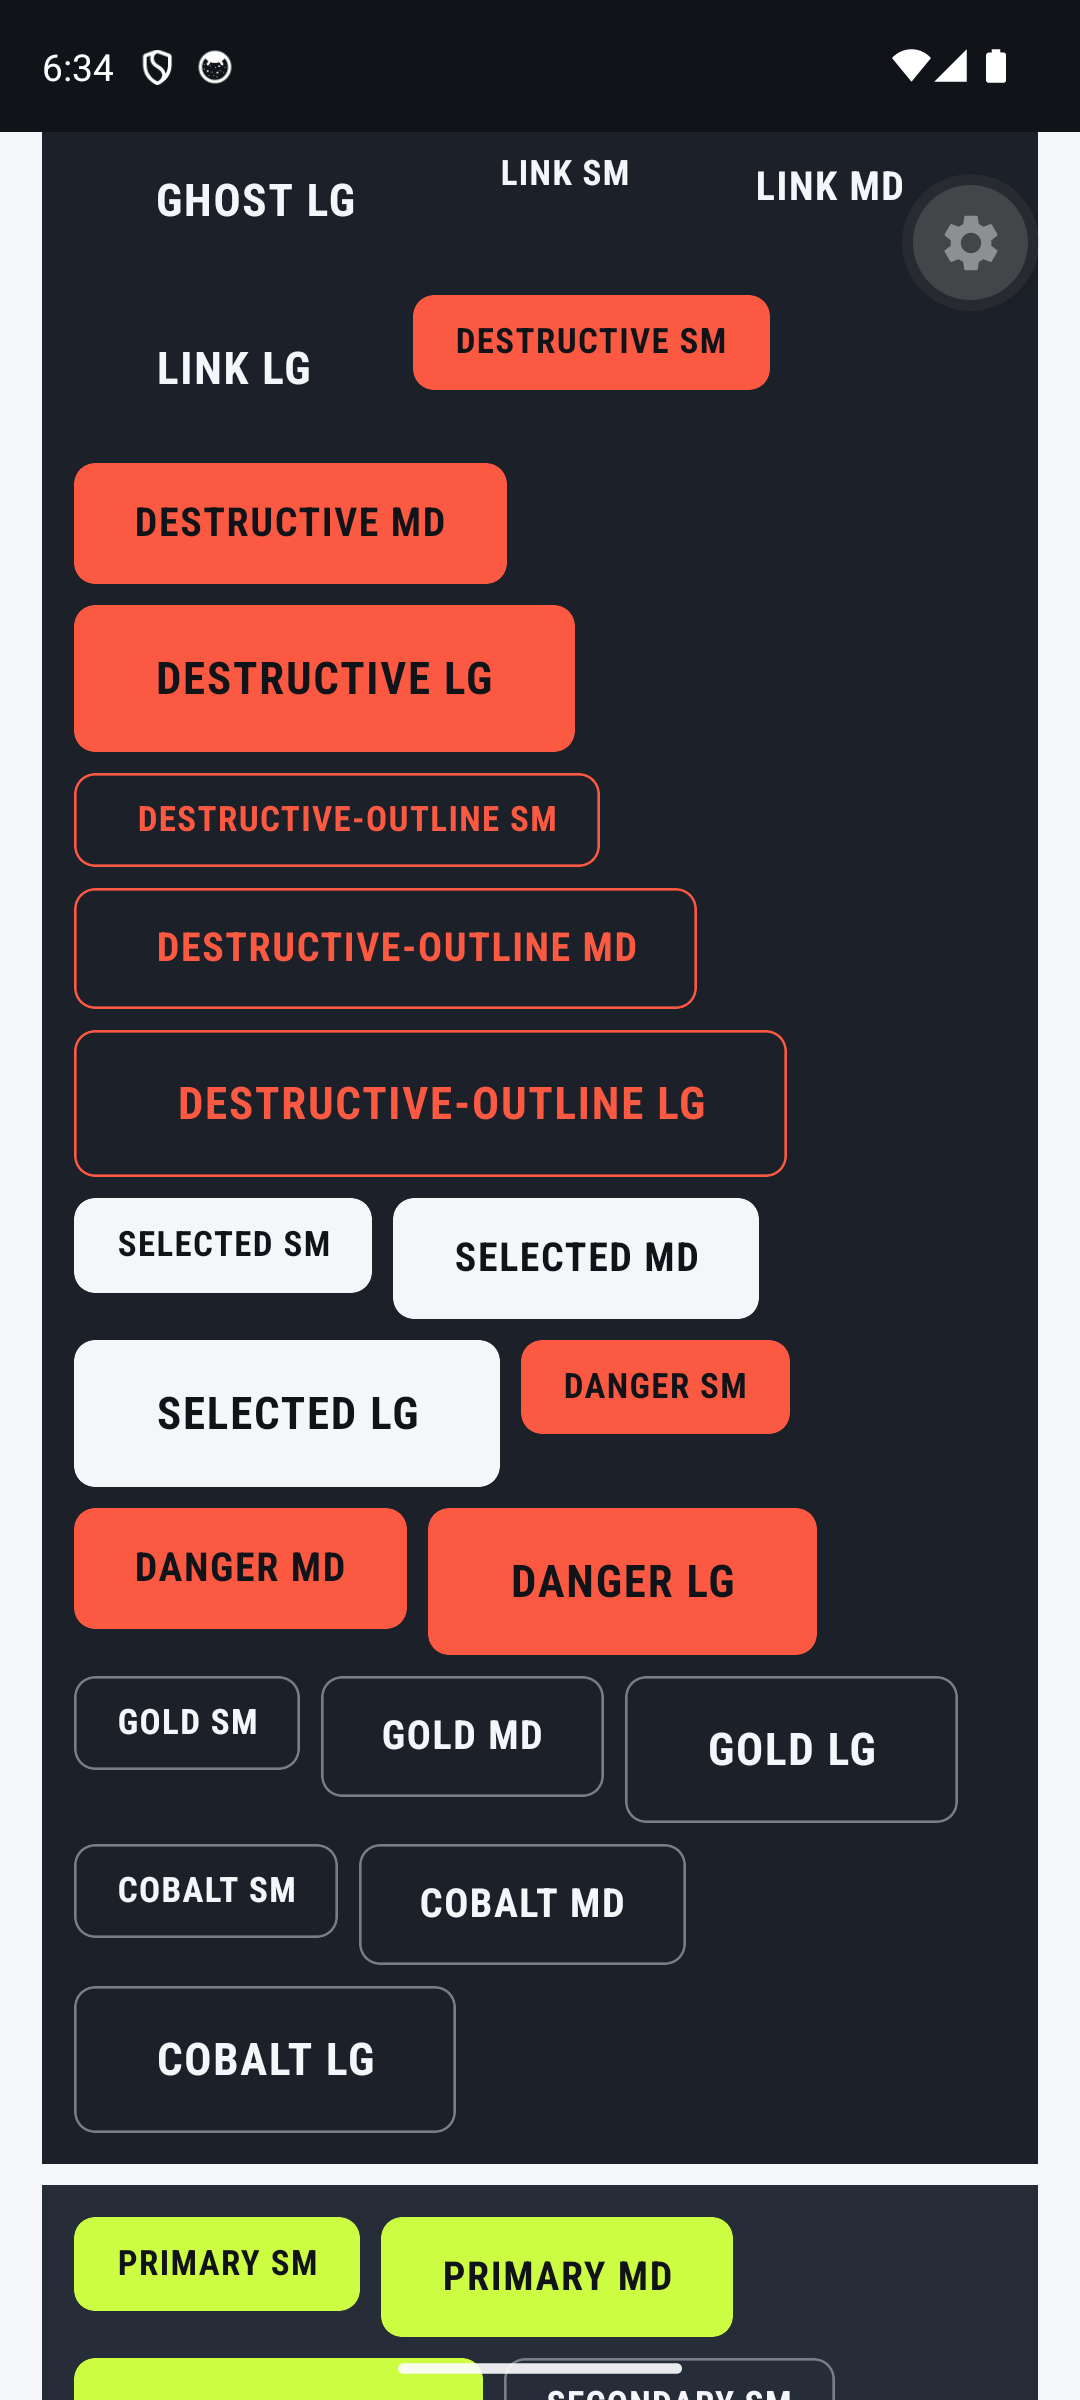 6:34
GHOST LG
LINK SM
LINK MD
LINK LG
DESTRUCTIVE SM
DESTRUCTIVE MD
DESTRUCTIVE LG
DESTRUCTIVE-OUTLINE SM
DESTRUCTIVE-OUTLINE MD
DESTRUCTIVE-OUTLINE LG
SELECTED SM
SELECTED MD
SELECTED LG
DANGER SM
DANGER MD
DANGER LG
GOLD SM
GOLD MD
GOLD LG
COBALT SM
COBALT MD
COBALT LG
PRIMARY SM
PRIMARY MD
SECONDARY SM